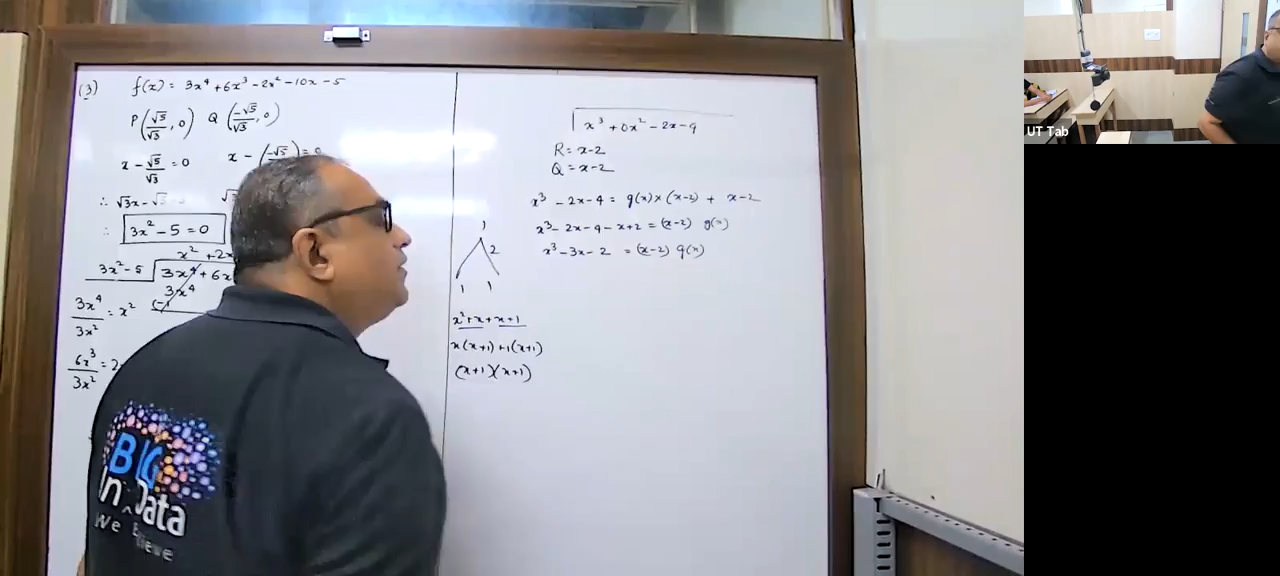 (3) f(x) = 3x⁴ + 6x³ - 2x² - 10x - 5
P(√5/√3, 0) Q(-√5/√3, 0)
x - √5/√3 = 0 x - (-√5
∴ √3x - √5
∴ 3x² - 5 = 0
x² + 2x
3x² - 5 3x⁴ + 6x
3x⁴
(-)
3x⁴/3x² = x²
6x³/3x² = 2
1
2
1 1
x² + x + x + 1
x(x+1) + 1(x+1)
(x+1)(x+1)
x³ + 0x² - 2x - 9
R = x-2
Q = x-2
x³ - 2x - 4 = g(x) × (x-2) + x-2
x³ - 2x - 4 - x + 2 = (x-2) g(x)
x³ - 3x - 2 = (x-2) g(x)
BIG
In Data
We
UT Tab